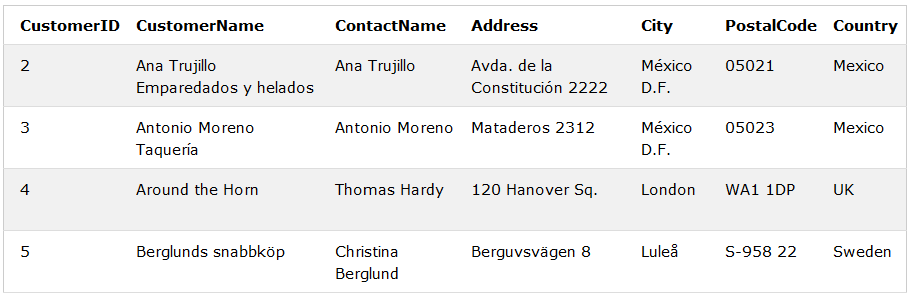 CustomerID CustomerName ContactName Address City PostalCode Country
2 Ana Trujillo Ana Trujillo Avda. de la México 05021 Mexico
Emparedados y helados Constitución 2222 D.F.
3 Antonio Moreno Antonio Moreno Mataderos 2312 México 05023 Mexico
Taquería D.F.
4 Around the Horn Thomas Hardy 120 Hanover Sq. London WA1 1DP UK
5 Berglunds snabbköp Christina Berguvsvägen 8 Luleå S-958 22 Sweden
Berglund